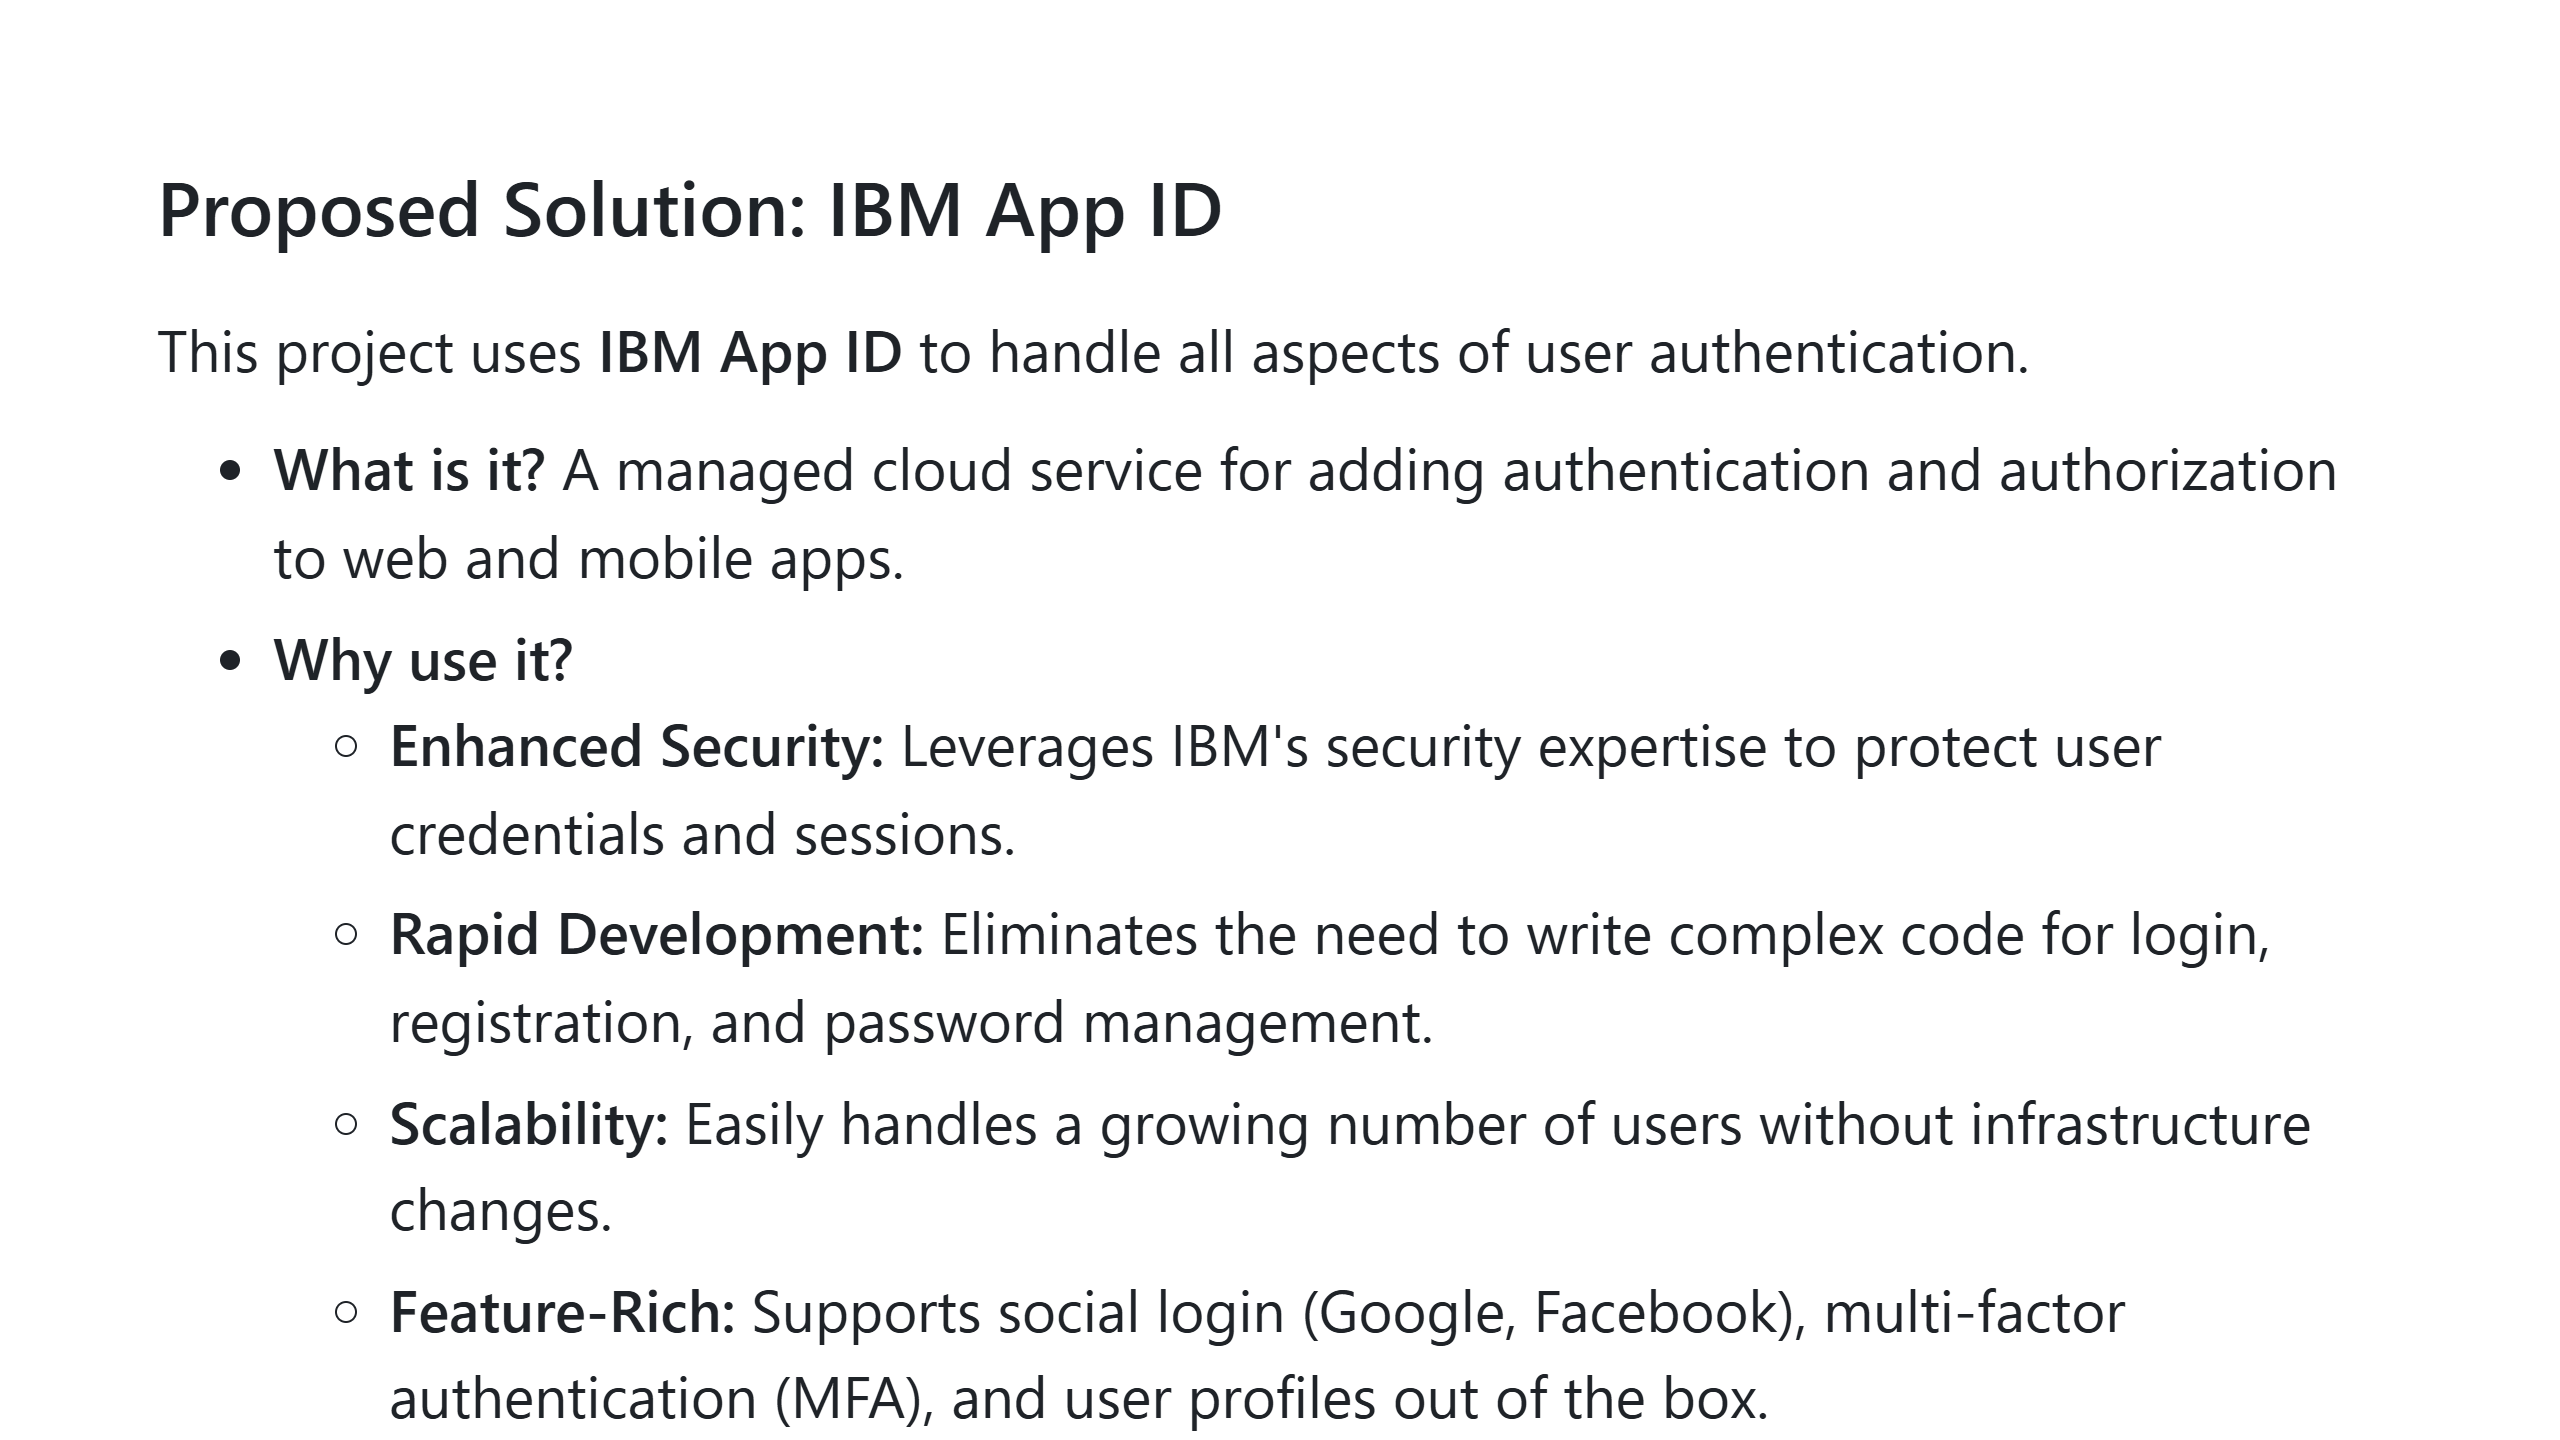 Proposed Solution: IBM App ID
This project uses IBM App ID to handle all aspects of user authentication.
• What is it? A managed cloud service for adding authentication and authorization
to web and mobile apps.
• Why use it?
○ Enhanced Security: Leverages IBM's security expertise to protect user
credentials and sessions.
○ Rapid Development: Eliminates the need to write complex code for login,
registration, and password management.
○ Scalability: Easily handles a growing number of users without infrastructure
changes.
○ Feature-Rich: Supports social login (Google, Facebook), multi-factor
authentication (MFA), and user profiles out of the box.